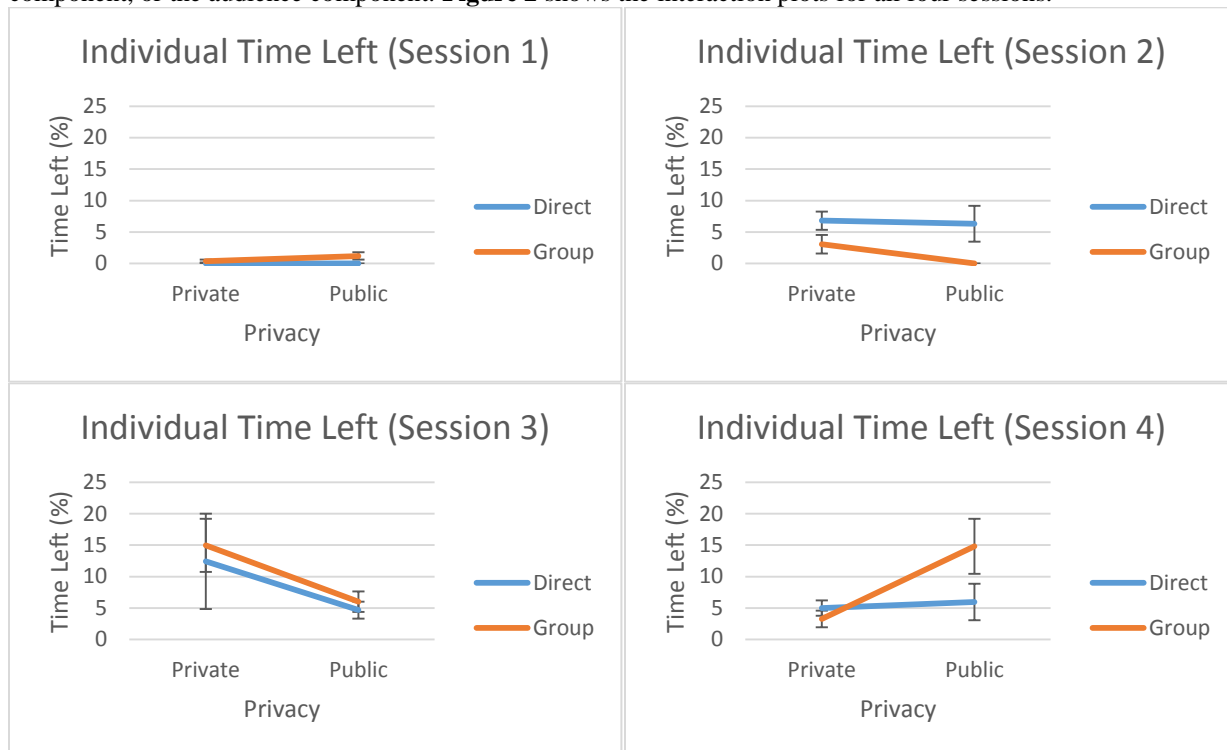 component, or the audience component. Figure 2 shows the interaction plots for all four sessions.
Individual Time Left (Session 1)
Time Left (%)
25
20
15
10
5
0
Private
Public
Privacy
Direct
Group
Individual Time Left (Session 2)
Time Left (%)
25
20
15
10
5
0
Private
Public
Privacy
Direct
Group
Individual Time Left (Session 3)
Time Left (%)
25
20
15
10
5
0
Private
Public
Privacy
Direct
Group
Individual Time Left (Session 4)
Time Left (%)
25
20
15
10
5
0
Private
Public
Privacy
Direct
Group